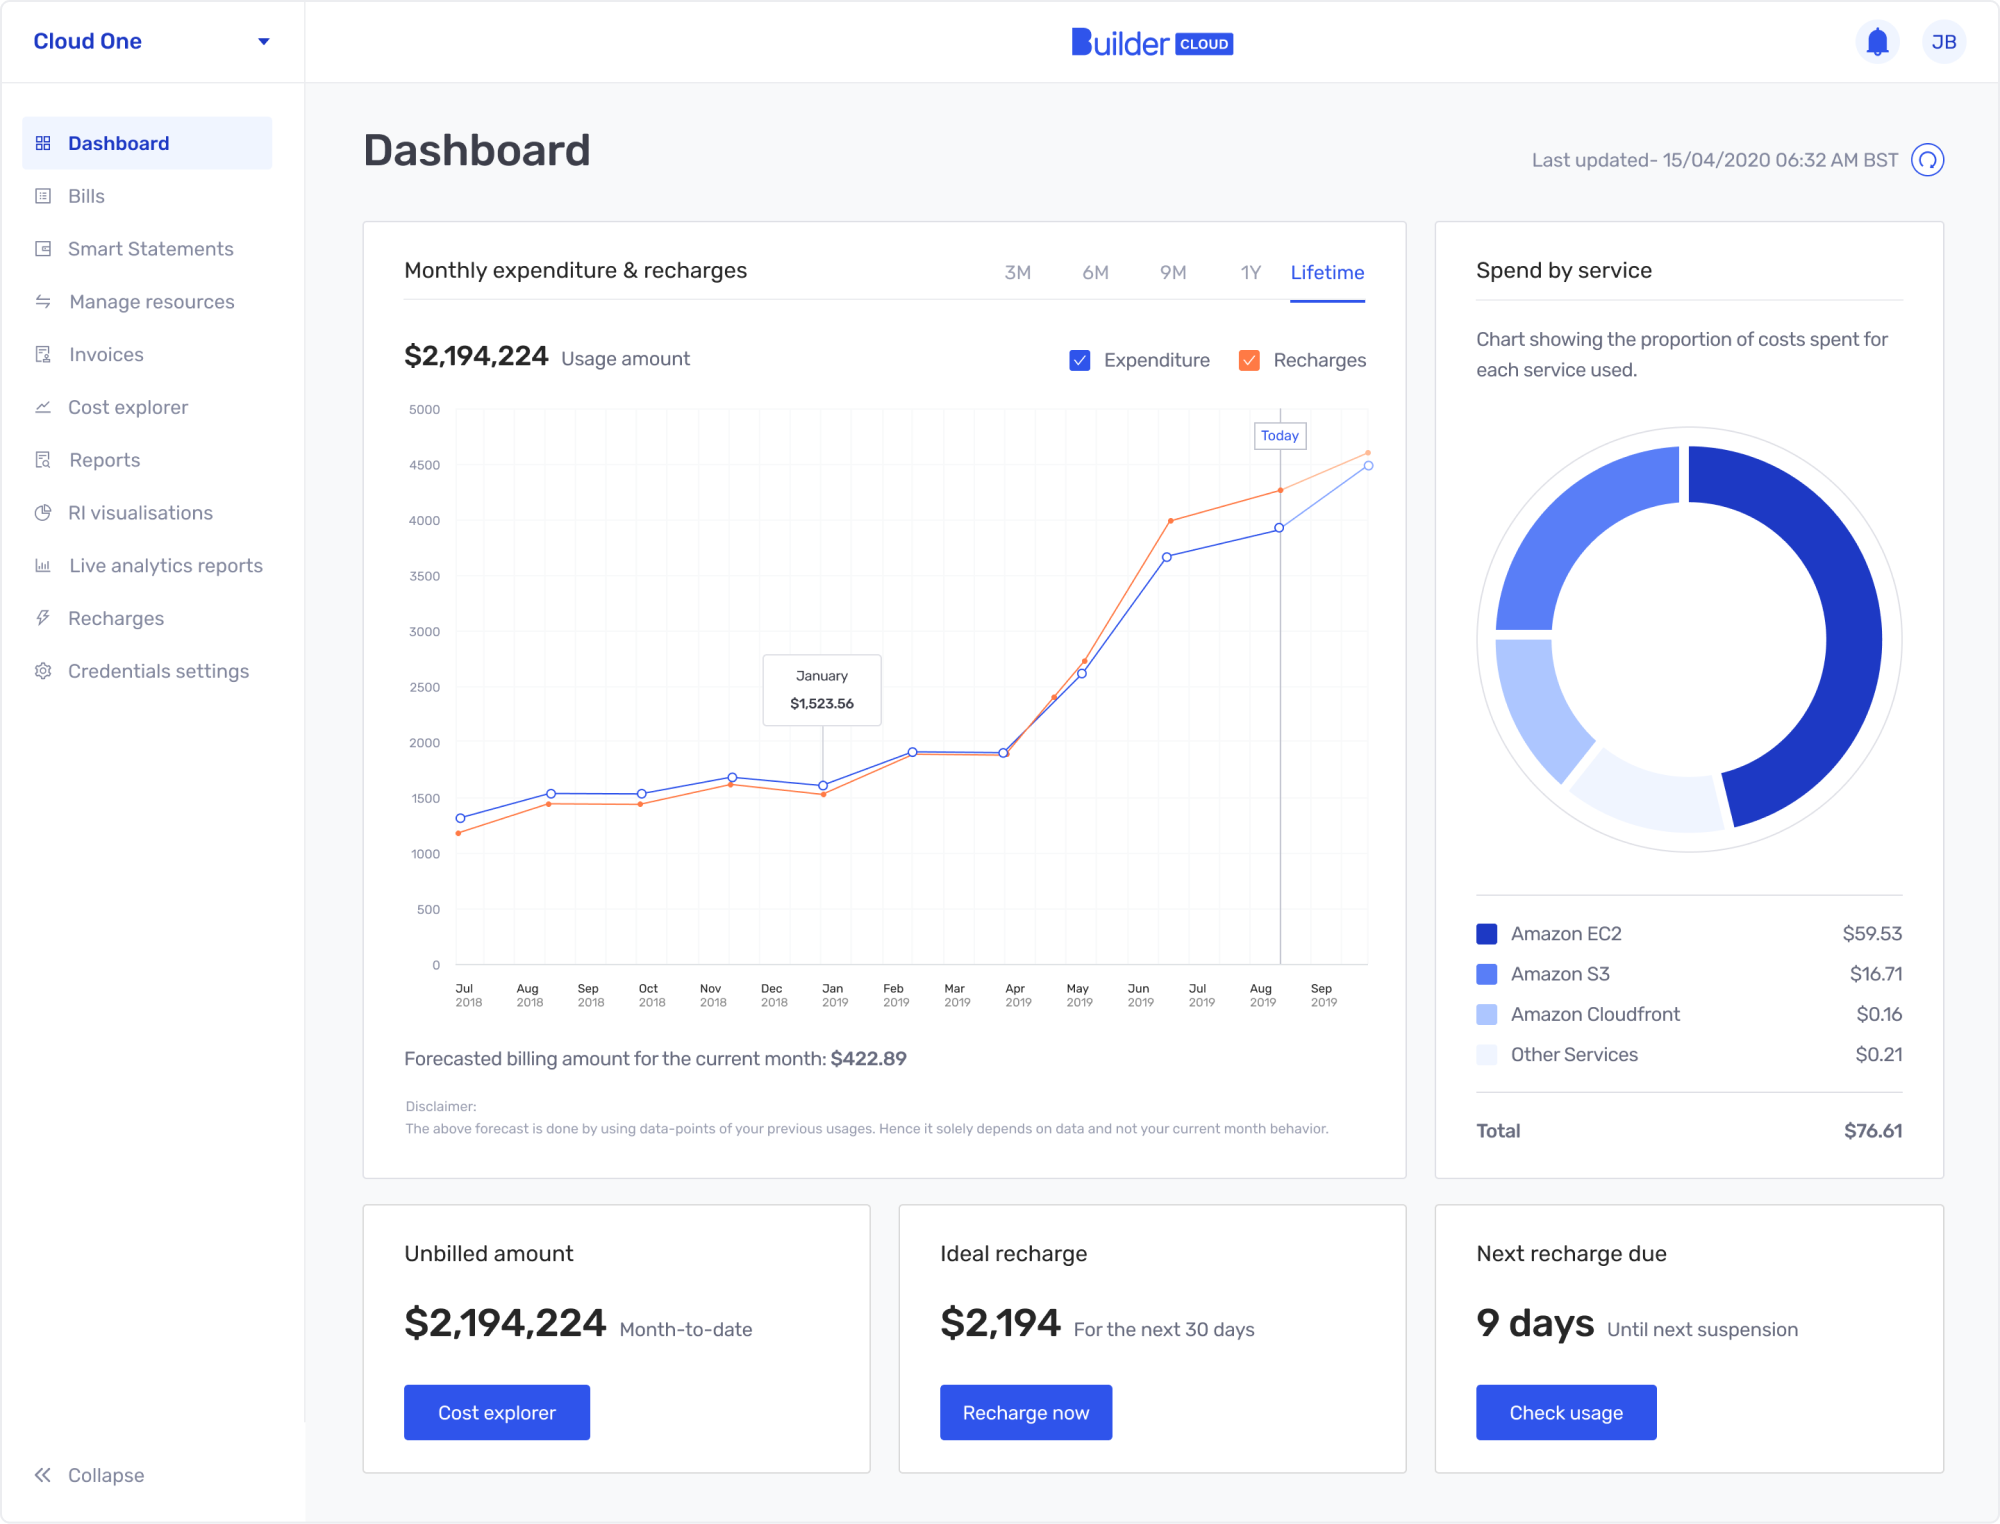 Cloud One
Builder CLOUD
JB
Dashboard
Bills
Smart Statements
Manage resources
Invoices
Cost explorer
Reports
RI visualisations
Live analytics reports
Recharges
Credentials settings
Collapse
Dashboard
Last updated- 15/04/2020 06:32 AM BST
Monthly expenditure & recharges
3M 6M 9M 1Y Lifetime
$2,194,224 Usage amount
Expenditure Recharges
5000
4500
4000
3500
3000
2500
2000
1500
1000
500
0
Today
January
$1,523.56
Jul Aug Sep Oct Nov Dec Jan Feb Mar Apr May Jun Jul Aug Sep
2018 2018 2018 2018 2018 2018 2019 2019 2019 2019 2019 2019 2019 2019 2019
Forecasted billing amount for the current month: $422.89
Disclaimer:
The above forecast is done by using data-points of your previous usages. Hence it solely depends on data and not your current month behavior.
Spend by service
Chart showing the proportion of costs spent for
each service used.
Amazon EC2 $59.53
Amazon S3 $16.71
Amazon Cloudfront $0.16
Other Services $0.21
Total $76.61
Unbilled amount
$2,194,224 Month-to-date
Cost explorer
Ideal recharge
$2,194 For the next 30 days
Recharge now
Next recharge due
9 days Until next suspension
Check usage